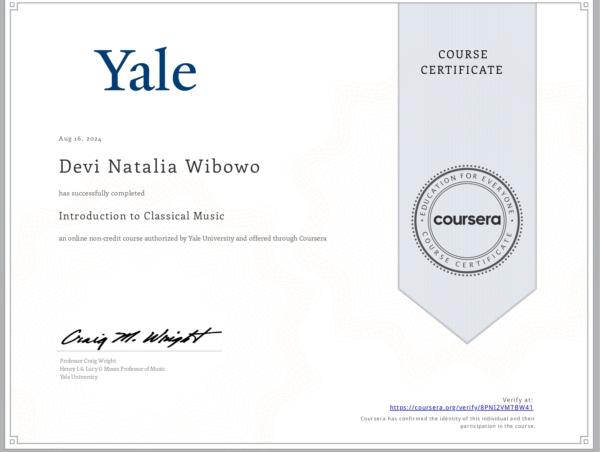 Yale
COURSE
CERTIFICATE
Aug 16, 2024
Devi Natalia Wibowo
has successfully completed
Introduction to Classical Music
an online non-credit course authorized by Yale University and offered through Coursera
EDUCATION FOR EVERYONE
coursera
COURSE CERTIFICATE
Craig M. Wright
Professor Craig Wright
Henry L & Lucy G Moses Professor of Music
Yale University
Verify at:
https://coursera.org/verify/8PNI2VMTBW41
Coursera has confirmed the identity of this individual and their
participation in the course.